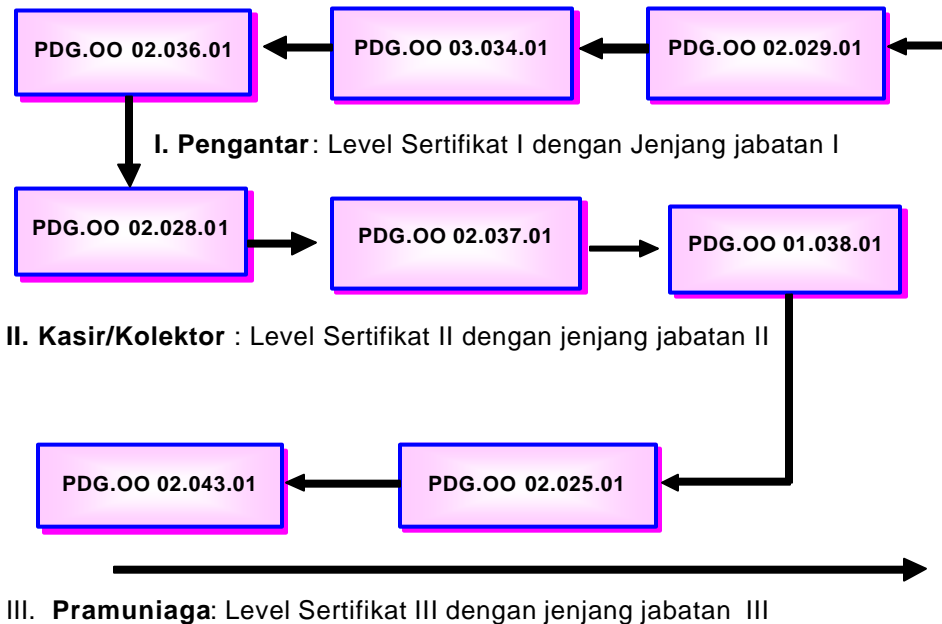 PDG.OO 02.036.01
PDG.OO 03.034.01
PDG.OO 02.029.01
I. Pengantar: Level Sertifikat I dengan Jenjang jabatan I
PDG.OO 02.028.01
PDG.OO 02.037.01
PDG.OO 01.038.01
II. Kasir/Kolektor : Level Sertifikat II dengan jenjang jabatan II
PDG.OO 02.043.01
PDG.OO 02.025.01
III. Pramuniaga: Level Sertifikat III dengan jenjang jabatan III